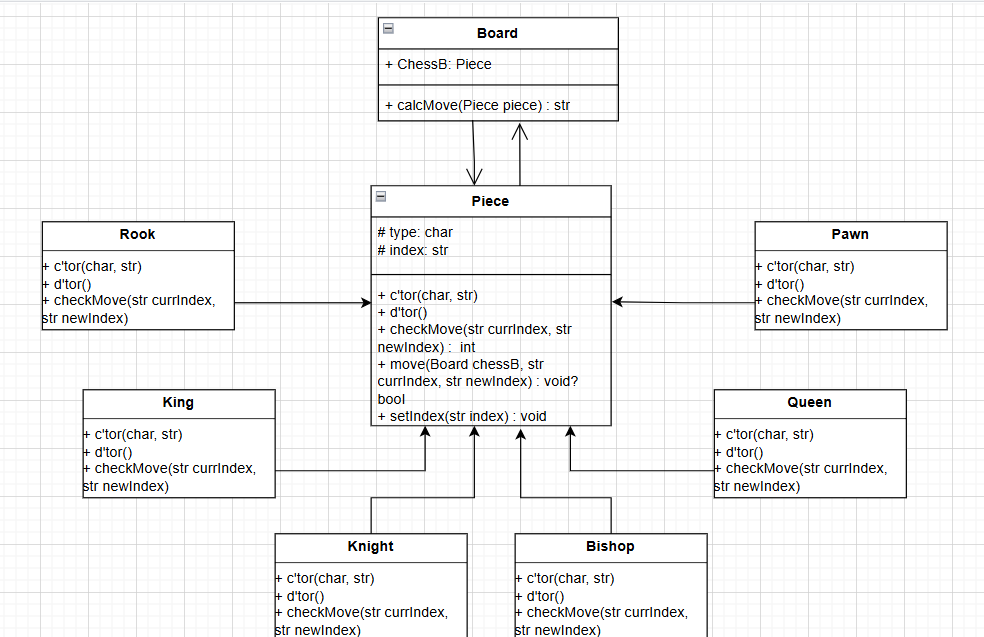 Board
+ ChessB: Piece
+ calcMove(Piece piece) : str
Piece
# type: char
# index: str
+ c'tor(char, str)
+ d'tor()
+ checkMove(str currIndex, str
newIndex) :  int
+ move(Board chessB, str
currIndex, str newIndex) : void?
bool
+ setIndex(str index) : void
Rook
+ c'tor(char, str)
+ d'tor()
+ checkMove(str currIndex,
str newIndex)
Pawn
+ c'tor(char, str)
+ d'tor()
+ checkMove(str currIndex,
str newIndex)
King
+ c'tor(char, str)
+ d'tor()
+ checkMove(str currIndex,
str newIndex)
Queen
+ c'tor(char, str)
+ d'tor()
+ checkMove(str currIndex,
str newIndex)
Knight
+ c'tor(char, str)
+ d'tor()
+ checkMove(str currIndex,
str newIndex)
Bishop
+ c'tor(char, str)
+ d'tor()
+ checkMove(str currIndex,
str newIndex)